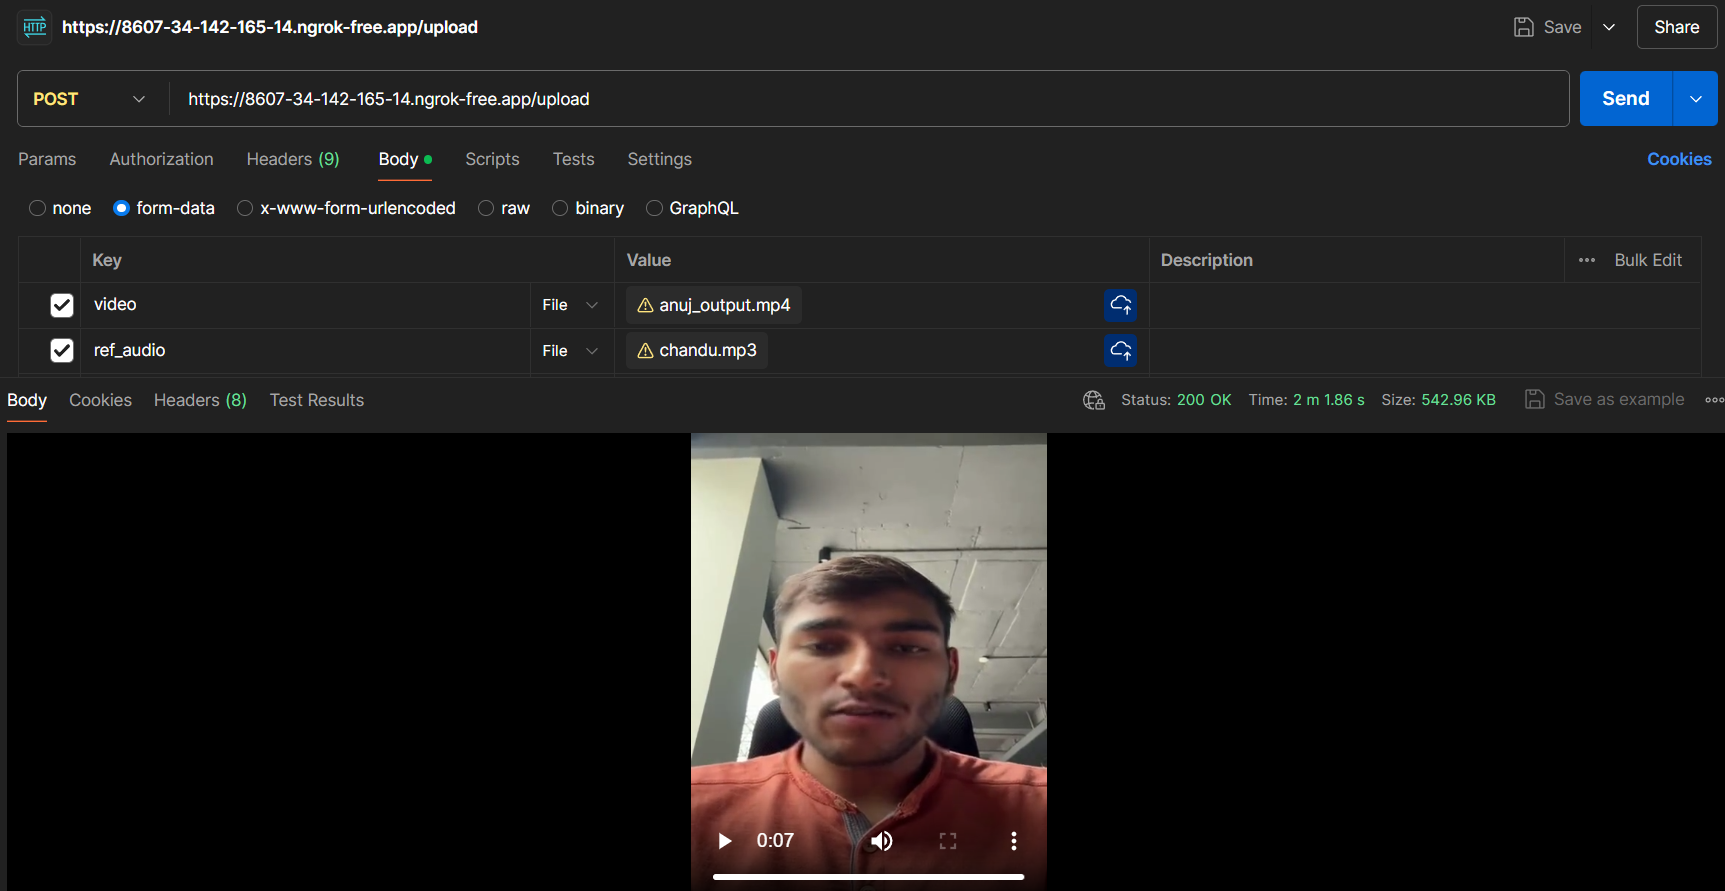 HTTP https://8607-34-142-165-14.ngrok-free.app/upload Save Share
POST https://8607-34-142-165-14.ngrok-free.app/upload Send
Params Authorization Headers (9) Body Scripts Tests Settings Cookies
none form-data x-www-form-urlencoded raw binary GraphQL
Key Value Description Bulk Edit
video File anuj_output.mp4
ref_audio File chandu.mp3
Body Cookies Headers (8) Test Results Status: 200 OK Time: 2 m 1.86 s Size: 542.96 KB Save as example
0:07